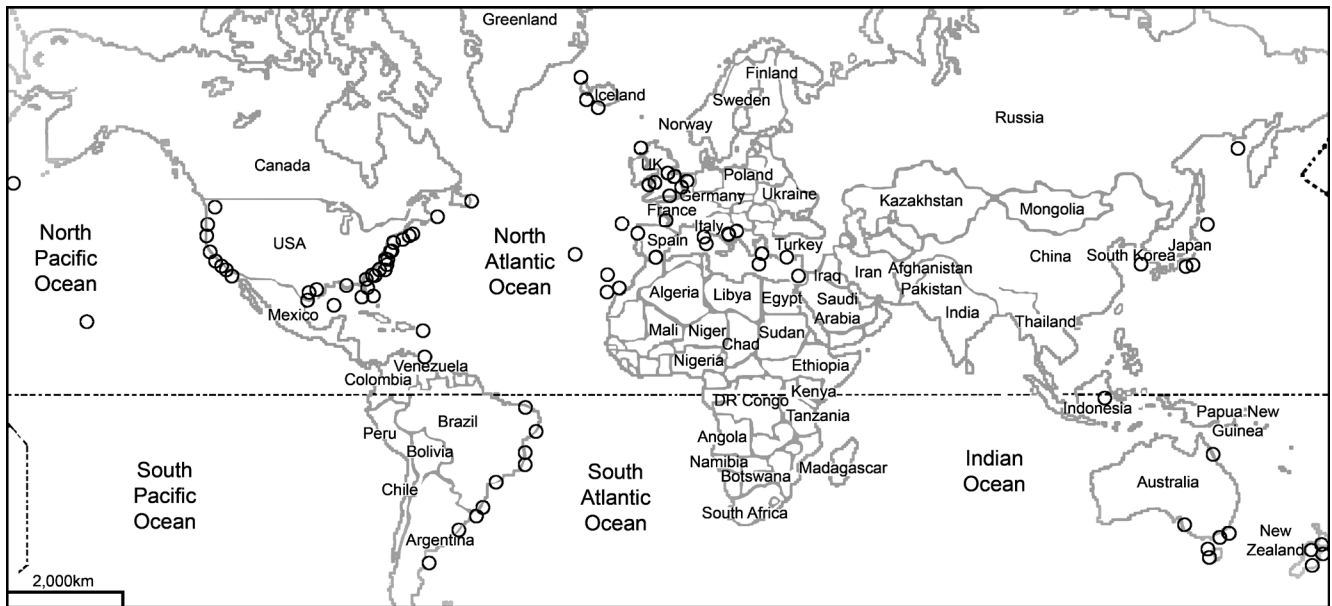 Greenland
Finland
Iceland
Sweden
Norway
Russia
Canada
UK
Poland
Germany
Ukraine
Kazakhstan
Mongolia
France
Italy
North
Pacific
Ocean
USA
North
Atlantic
Ocean
Spain
Turkey
China
South Korea
Japan
Iraq
Iran
Afghanistan
Pakistan
Algeria
Libya
Egypt
Saudi
Arabia
India
Mexico
Thailand
Mali
Niger
Chad
Sudan
Nigeria
Ethiopia
Venezuela
Colombia
Kenya
DR Congo
Tanzania
Indonesia
Papua New
Guinea
Peru
Brazil
Bolivia
Angola
Namibia
Botswana
Madagascar
South
Pacific
Ocean
Chile
South
Atlantic
Ocean
Indian
Ocean
Australia
South Africa
Argentina
New
Zealand
2,000km